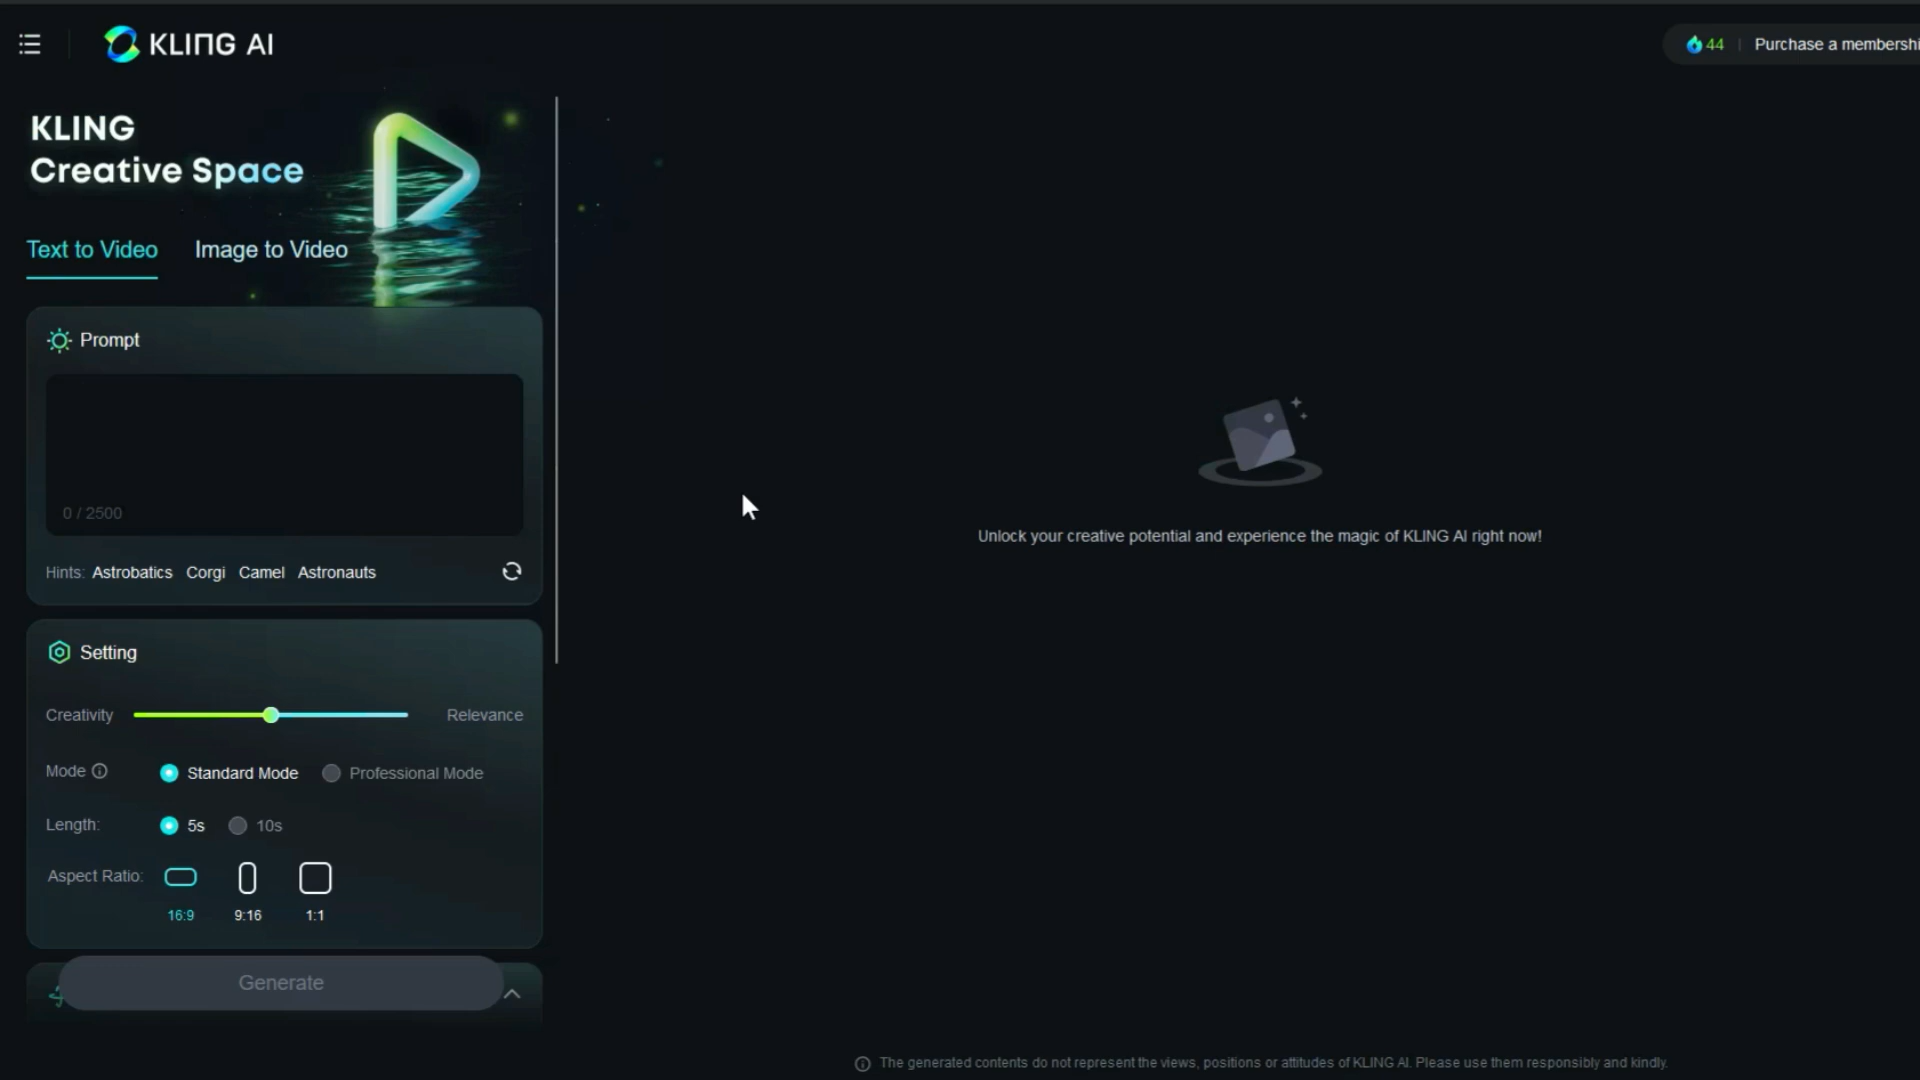 KLING AI
44
Purchase a membershi
KLING
Creative Space
Text to Video
Image to Video
Prompt
0 / 2500
Hints: Astrobatics Corgi Camel Astronauts
Setting
Creativity
Relevance
Mode
Standard Mode
Professional Mode
Length:
5s
10s
Aspect Ratio:
16:9
9:16
1:1
Generate
Unlock your creative potential and experience the magic of KLING AI right now!
The generated contents do not represent the views, positions or attitudes of KLING AI. Please use them responsibly and kindly.